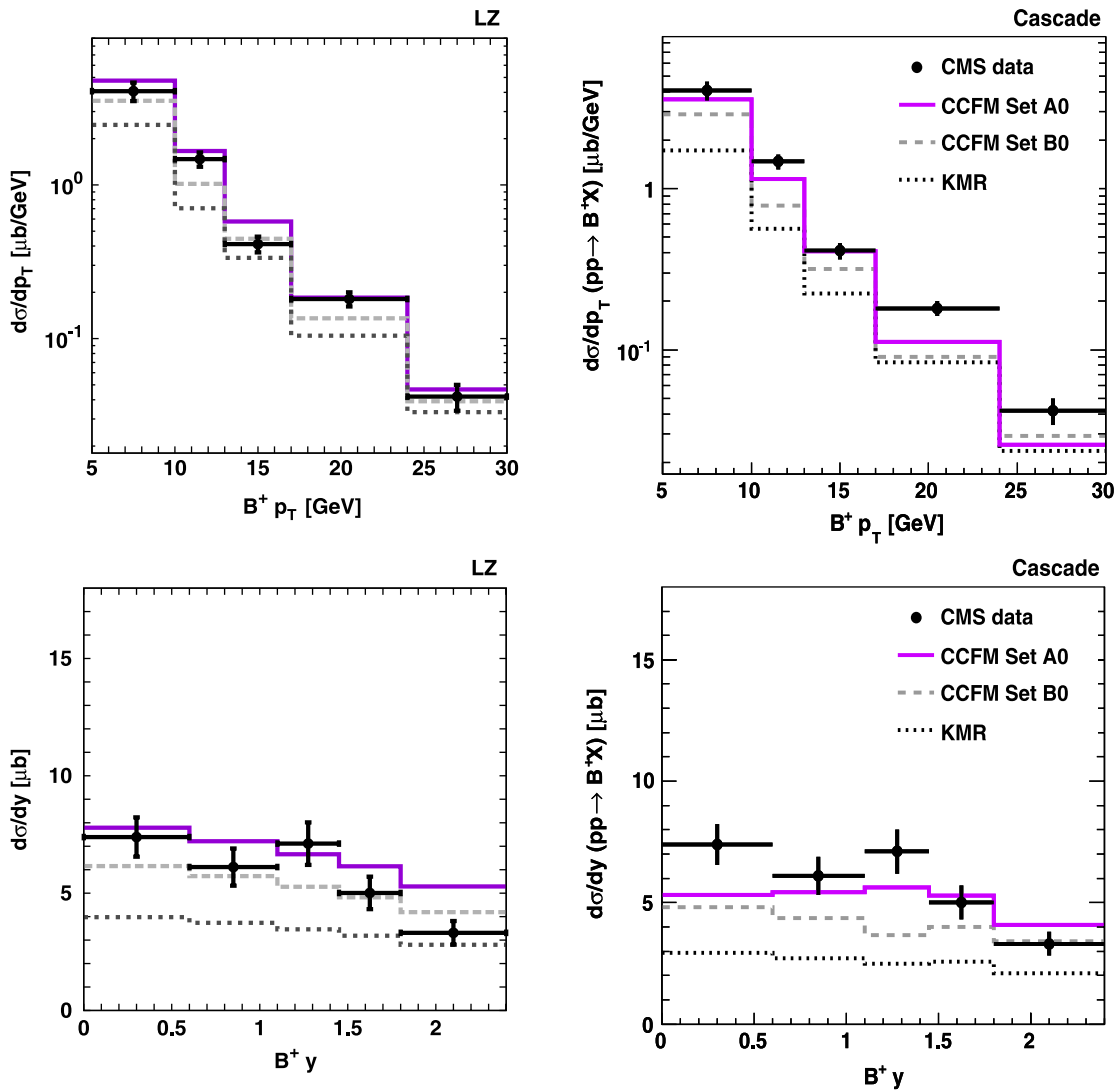 LZ
dσ/dp_T [μb/GeV]
10^0
10^-1
5 10 15 20 25 30
B^+ p_T [GeV]
Cascade
CMS data
CCFM Set A0
CCFM Set B0
KMR
dσ/dp_T (pp→ B^+X) [μb/GeV]
1
10^-1
5 10 15 20 25 30
B^+ p_T [GeV]
LZ
dσ/dy [μb]
15
10
5
0
0 0.5 1 1.5 2
B^+ y
Cascade
CMS data
CCFM Set A0
CCFM Set B0
KMR
dσ/dy (pp→ B^+X) [μb]
15
10
5
0
0 0.5 1 1.5 2
B^+ y